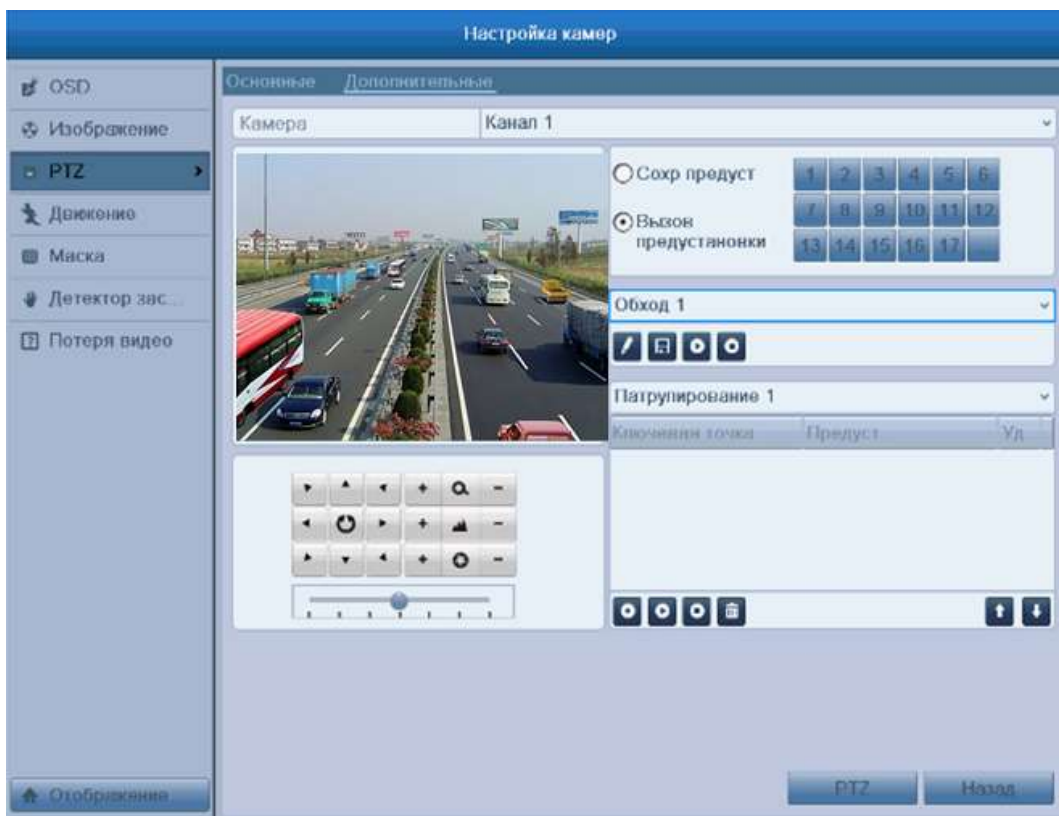 Настройка камер
OSD
Изображение
PTZ
Движение
Маска
Детектор зас...
Потеря видео
Отображение
Основные Дополнительные
Камера Канал 1
Сохр предуст
Вызов
предустановки
1 2 3 4 5 6
7 8 9 10 11 12
13 14 15 16 17
Обход 1
Патрулирование 1
Ключевая точка Предуст Уд
PTZ Назад